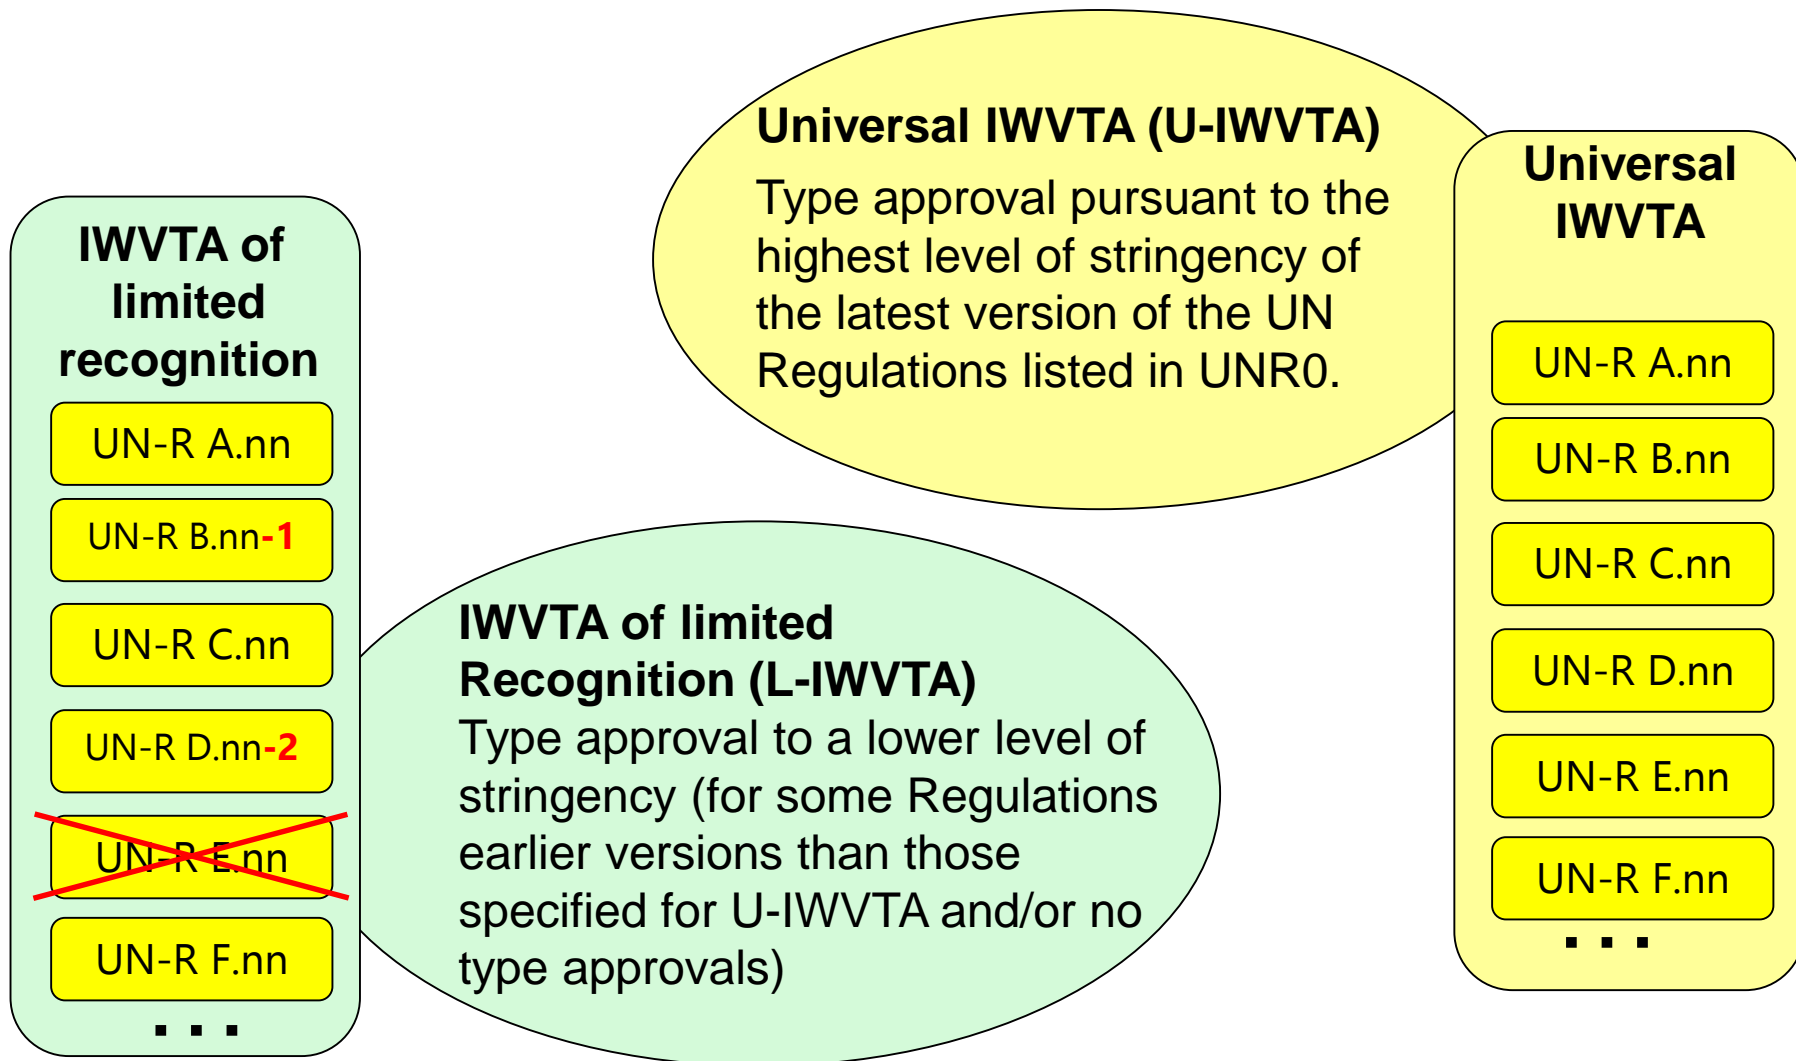 IWVTA of
limited
recognition
UN-R A.nn
UN-R B.nn-1
UN-R C.nn
UN-R D.nn-2
UN-R E.nn
UN-R F.nn
...
Universal IWVTA (U-IWVTA)
Type approval pursuant to the
highest level of stringency of
the latest version of the UN
Regulations listed in UNR0.
IWVTA of limited
Recognition (L-IWVTA)
Type approval to a lower level of
stringency (for some Regulations
earlier versions than those
specified for U-IWVTA and/or no
type approvals)
Universal
IWVTA
UN-R A.nn
UN-R B.nn
UN-R C.nn
UN-R D.nn
UN-R E.nn
UN-R F.nn
...